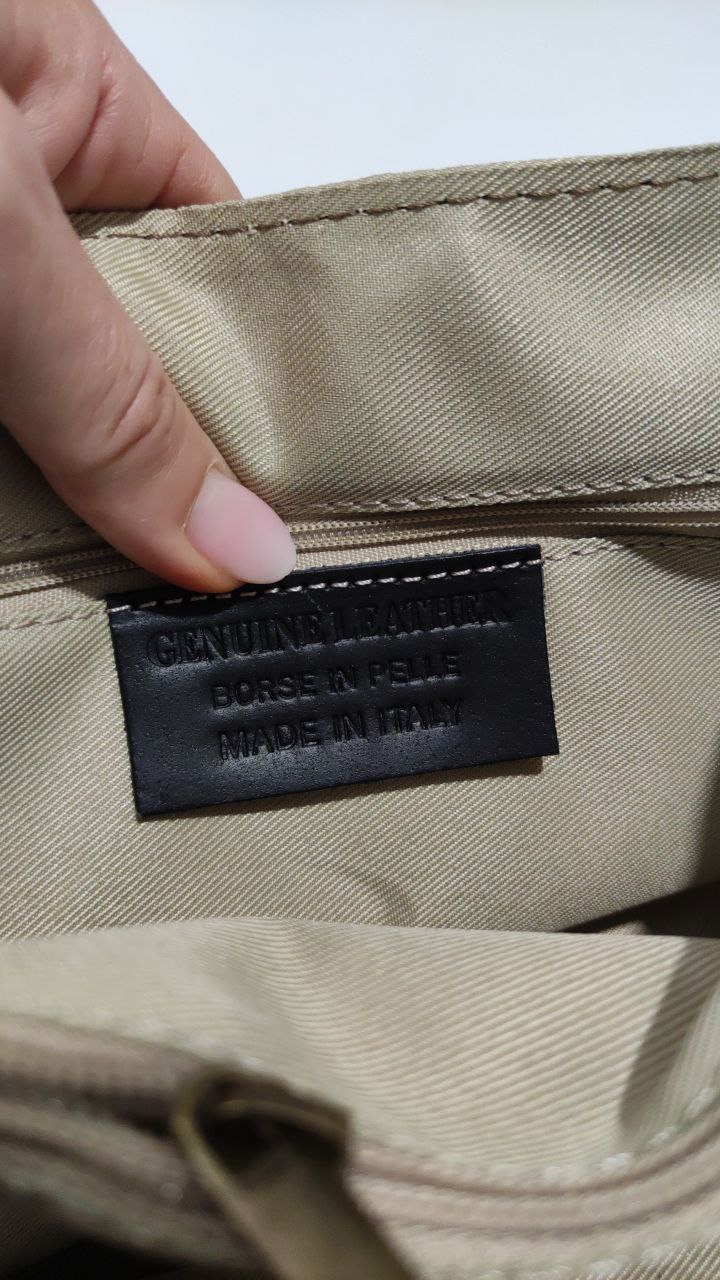 GENUINE LEATHER
BORSE IN PELLE
MADE IN ITALY